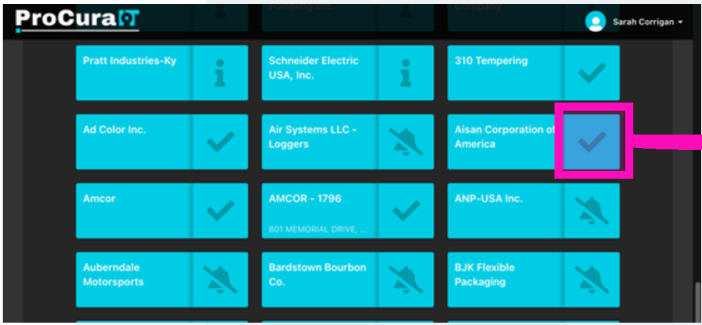 ProCuraIOT
Company
Sarah Corrigan
Pratt Industries-Ky
Schneider Electric
USA, Inc.
310 Tempering
Ad Color Inc.
Air Systems LLC -
Loggers
Aisan Corporation of
America
Amcor
AMCOR - 1796
801 MEMORIAL DRIVE, ...
ANP-USA Inc.
Auberndale
Motorsports
Bardstown Bourbon
Co.
BJK Flexible
Packaging